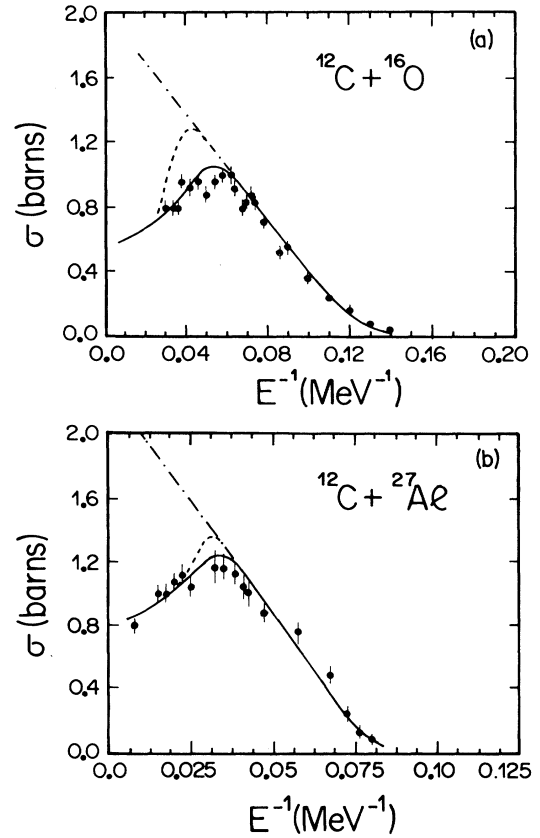 2.0
(a)
¹²C + ¹⁶O
1.6
1.2
0.8
0.4
0.0
σ (barns)
0.0 0.04 0.08 0.12 0.16 0.20
E⁻¹(MeV⁻¹)
2.0
(b)
¹²C + ²⁷Aℓ
1.6
1.2
0.8
0.4
0.0
σ (barns)
0.0 0.025 0.05 0.075 0.10 0.125
E⁻¹(MeV⁻¹)